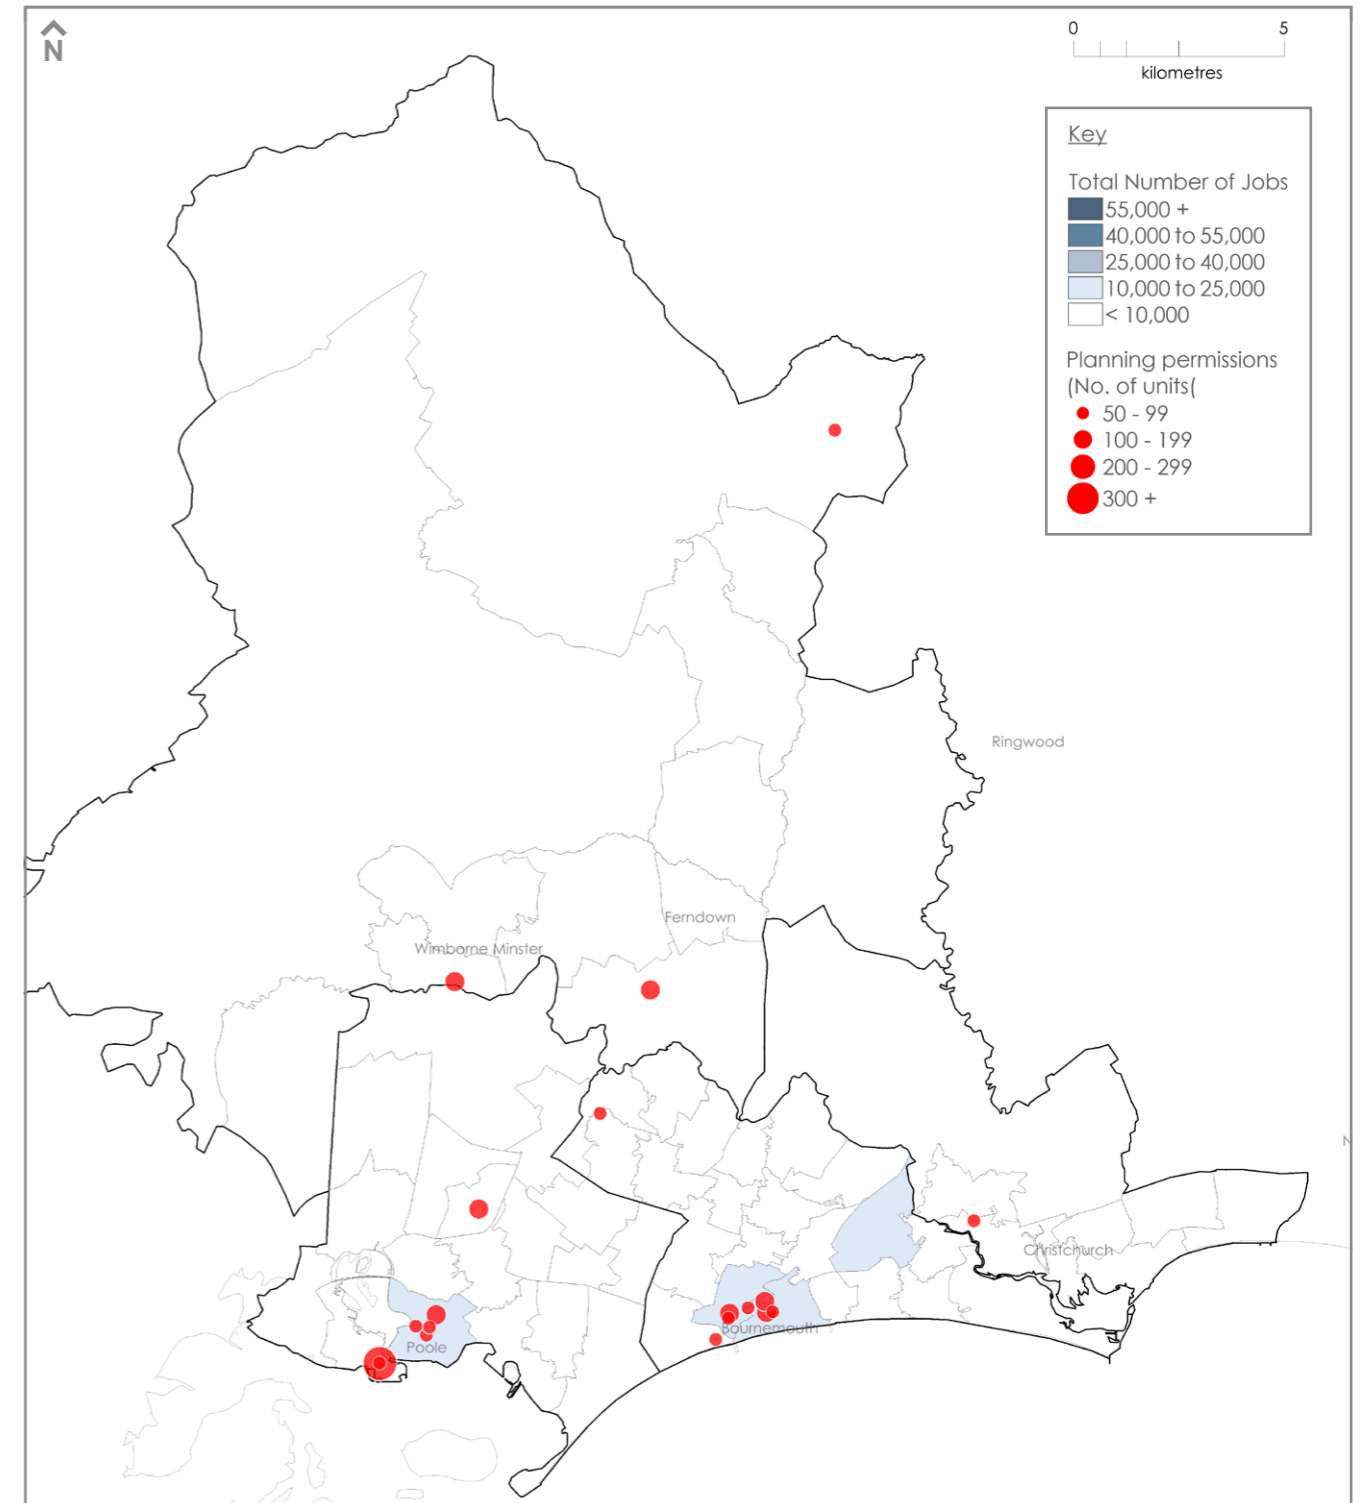 N
0 5
kilometres
Key
Total Number of Jobs
55,000 +
40,000 to 55,000
25,000 to 40,000
10,000 to 25,000
< 10,000
Planning permissions
(No. of units(
50 - 99
100 - 199
200 - 299
300 +
Ringwood
Ferndown
Wimborne Minster
N
Christchurch
Bournemouth
Poole